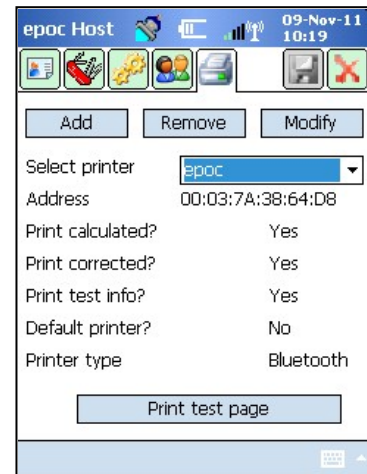 epoc Host 09-Nov-11
10:19
Add Remove Modify
Select printer epoc
Address 00:03:7A:38:64:D8
Print calculated? Yes
Print corrected? Yes
Print test info? Yes
Default printer? No
Printer type Bluetooth
Print test page